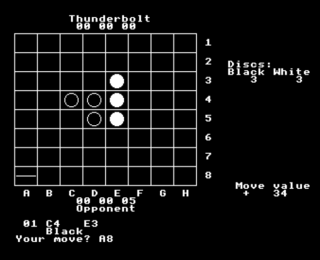 Thunderbolt
00 00 00
1
2
Discs:
Black White
3 3
3
4
5
6
7
8
A B C D E F G H
Move value
+ 34
00 00 05
Opponent
01 C4 E3
Black
Your move? A8